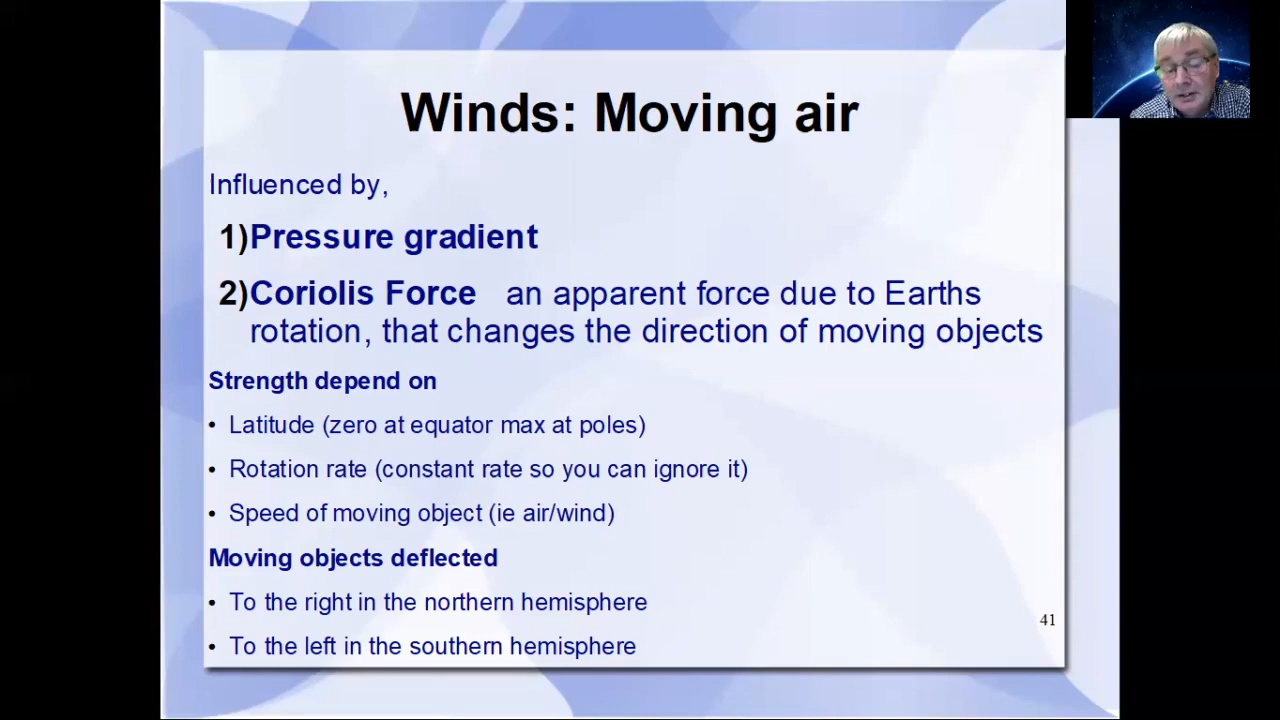 Winds: Moving air
Influenced by,
1)Pressure gradient
2)Coriolis Force an apparent force due to Earths
rotation, that changes the direction of moving objects
Strength depend on
• Latitude (zero at equator max at poles)
• Rotation rate (constant rate so you can ignore it)
• Speed of moving object (ie air/wind)
Moving objects deflected
• To the right in the northern hemisphere
• To the left in the southern hemisphere
41